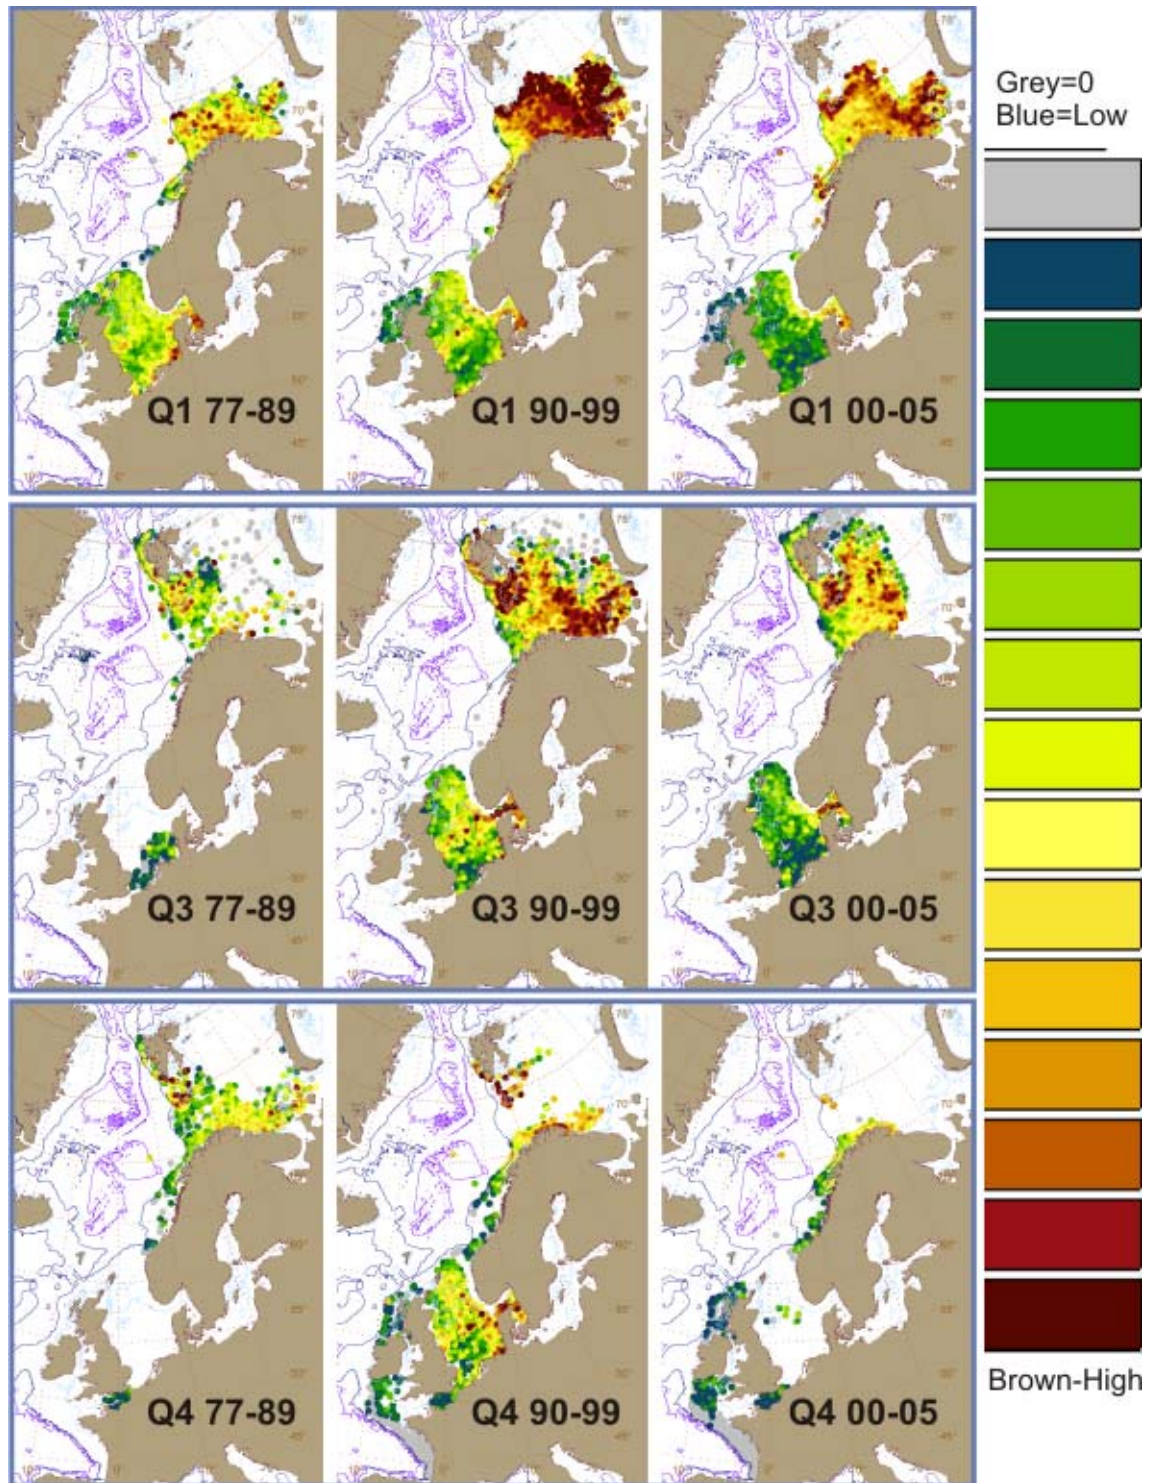 Grey=0
Blue=Low
Q1 77-89
Q1 90-99
Q1 00-05
Q3 77-89
Q3 90-99
Q3 00-05
Q4 77-89
Q4 90-99
Q4 00-05
Brown-High